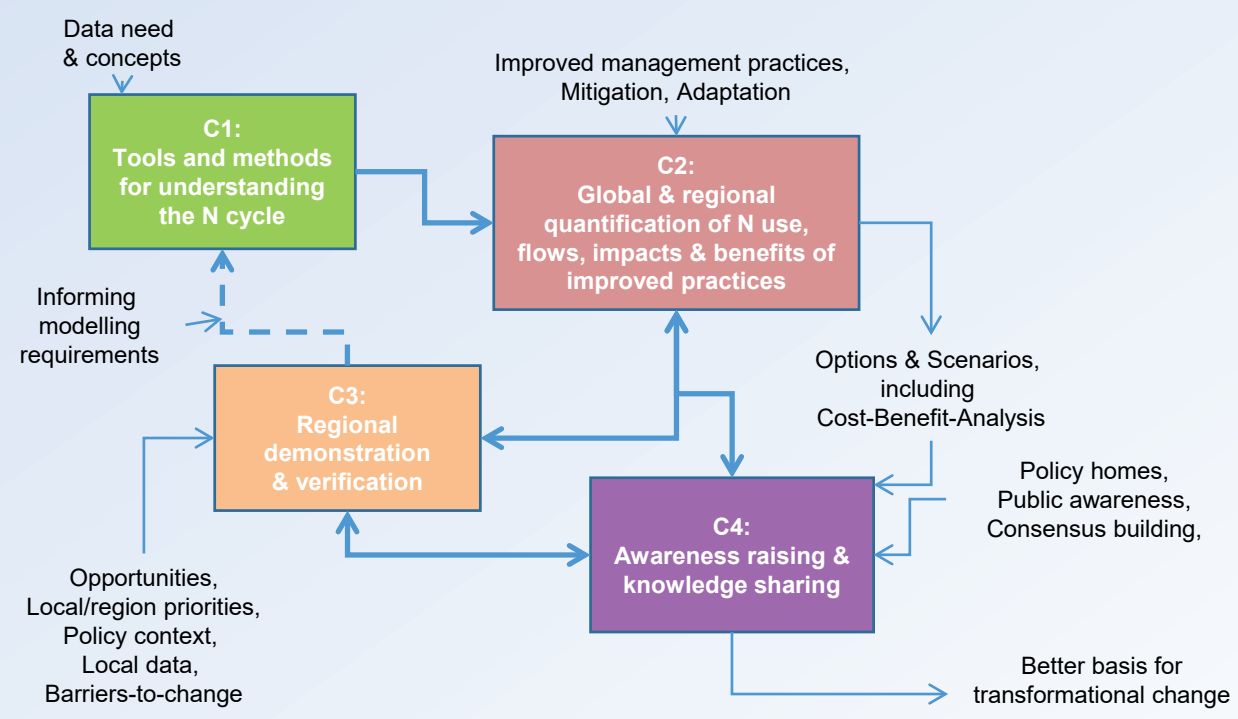 Data need
& concepts
Improved management practices,
Mitigation, Adaptation
C1:
Tools and methods
for understanding
the N cycle
C2:
Global & regional
quantification of N use,
flows, impacts & benefits of
improved practices
Informing
modelling
requirements
Options & Scenarios,
including
Cost-Benefit-Analysis
C3:
Regional
demonstration
& verification
Policy homes,
Public awareness,
Consensus building,
C4:
Awareness raising &
knowledge sharing
Opportunities,
Local/region priorities,
Policy context,
Local data,
Barriers-to-change
Better basis for
transformational change